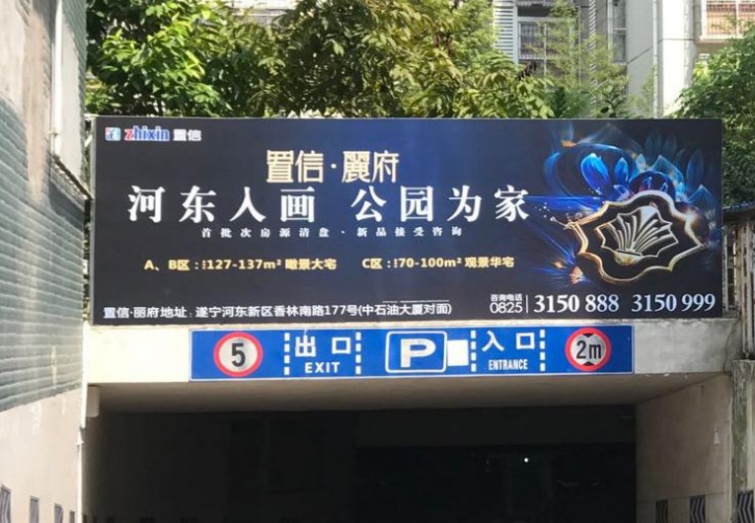 zhixin 置信
置信·麗府
河东入画 公园为家
首批次房源清盘·新品接受咨询
A、B区：127-137m² 瞰景大宅 C区：70-100m² 观景华宅
置信·丽府地址：遂宁河东新区香林南路177号(中石油大厦对面)
咨询电话 0825 3150 888 3150 999
5 出口 EXIT P 入口 ENTRANCE 2m